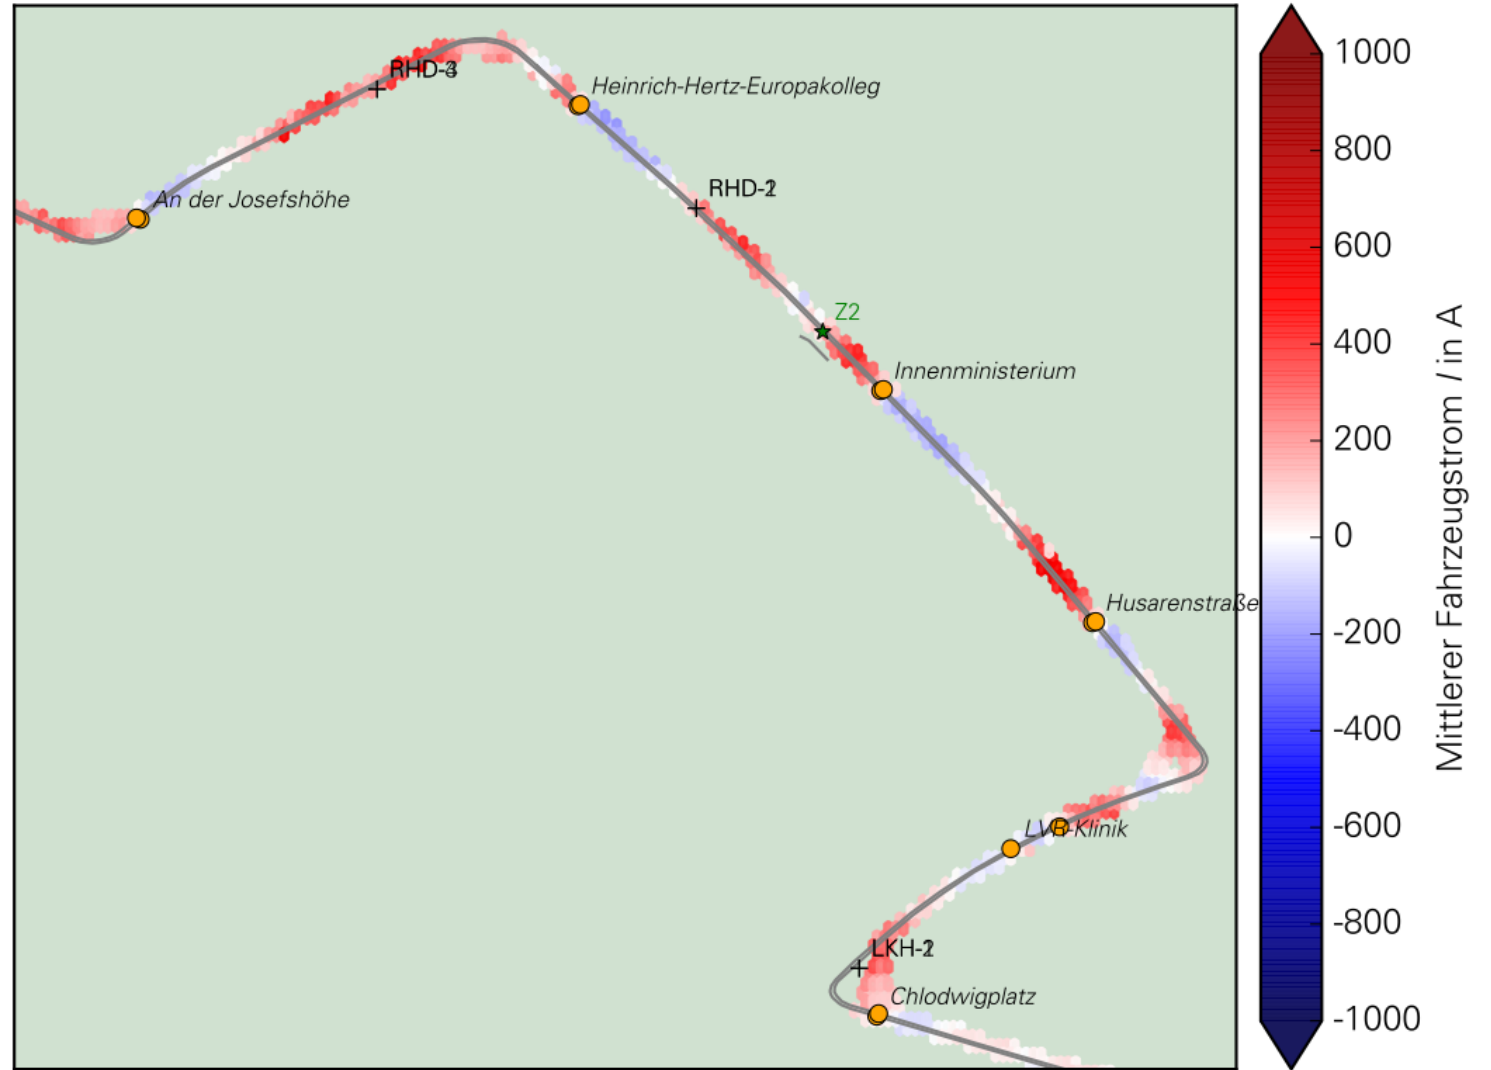 RHD-3
Heinrich-Hertz-Europakolleg
An der Josefshöhe
RHD-2
Z2
Innenministerium
Husarenstraße
LVR-Klinik
LKH-2
Chlodwigplatz
1000
800
600
400
200
0
-200
-400
-600
-800
-1000
Mittlerer Fahrzeugstrom I in A